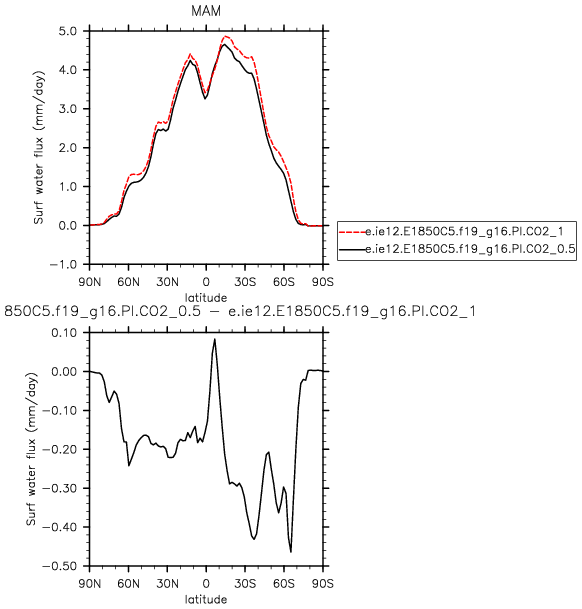 MAM
5.0
4.0
3.0
2.0
1.0
0.0
−1.0
Surf water flux (mm/day)
90N 60N 30N 0 30S 60S 90S
latitude
e.ie12.E1850C5.f19_g16.PI.CO2_1
e.ie12.E1850C5.f19_g16.PI.CO2_0.5
850C5.f19_g16.PI.CO2_0.5 − e.ie12.E1850C5.f19_g16.PI.CO2_1
0.10
0.00
−0.10
−0.20
−0.30
−0.40
−0.50
Surf water flux (mm/day)
90N 60N 30N 0 30S 60S 90S
latitude